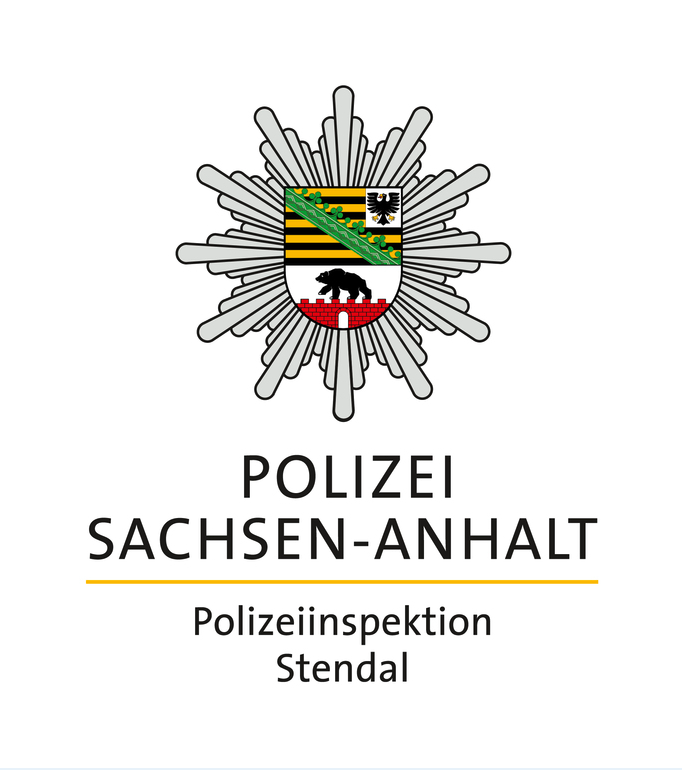 POLIZEI
SACHSEN-ANHALT
Polizeiinspektion
Stendal